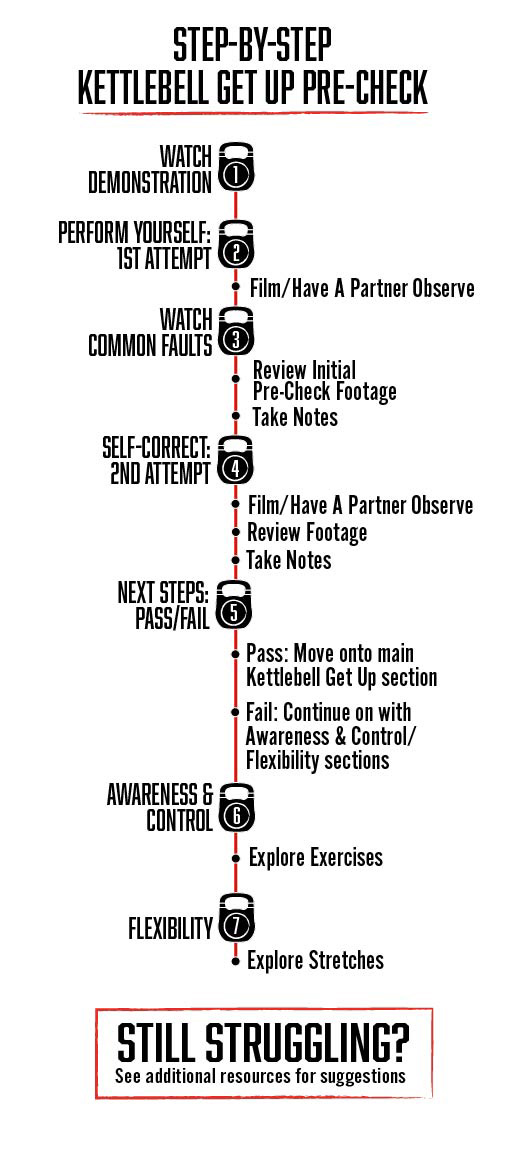 STEP-BY-STEP
KETTLEBELL GET UP PRE-CHECK
WATCH
DEMONSTRATION
1
PERFORM YOURSELF:
1ST ATTEMPT
2
Film/Have A Partner Observe
WATCH
COMMON FAULTS
3
Review Initial
Pre-Check Footage
Take Notes
SELF-CORRECT:
2ND ATTEMPT
4
Film/Have A Partner Observe
Review Footage
Take Notes
NEXT STEPS:
PASS/FAIL
5
Pass: Move onto main
Kettlebell Get Up section
Fail: Continue on with
Awareness & Control/
Flexibility sections
AWARENESS &
CONTROL
6
Explore Exercises
FLEXIBILITY
7
Explore Stretches
STILL STRUGGLING?
See additional resources for suggestions